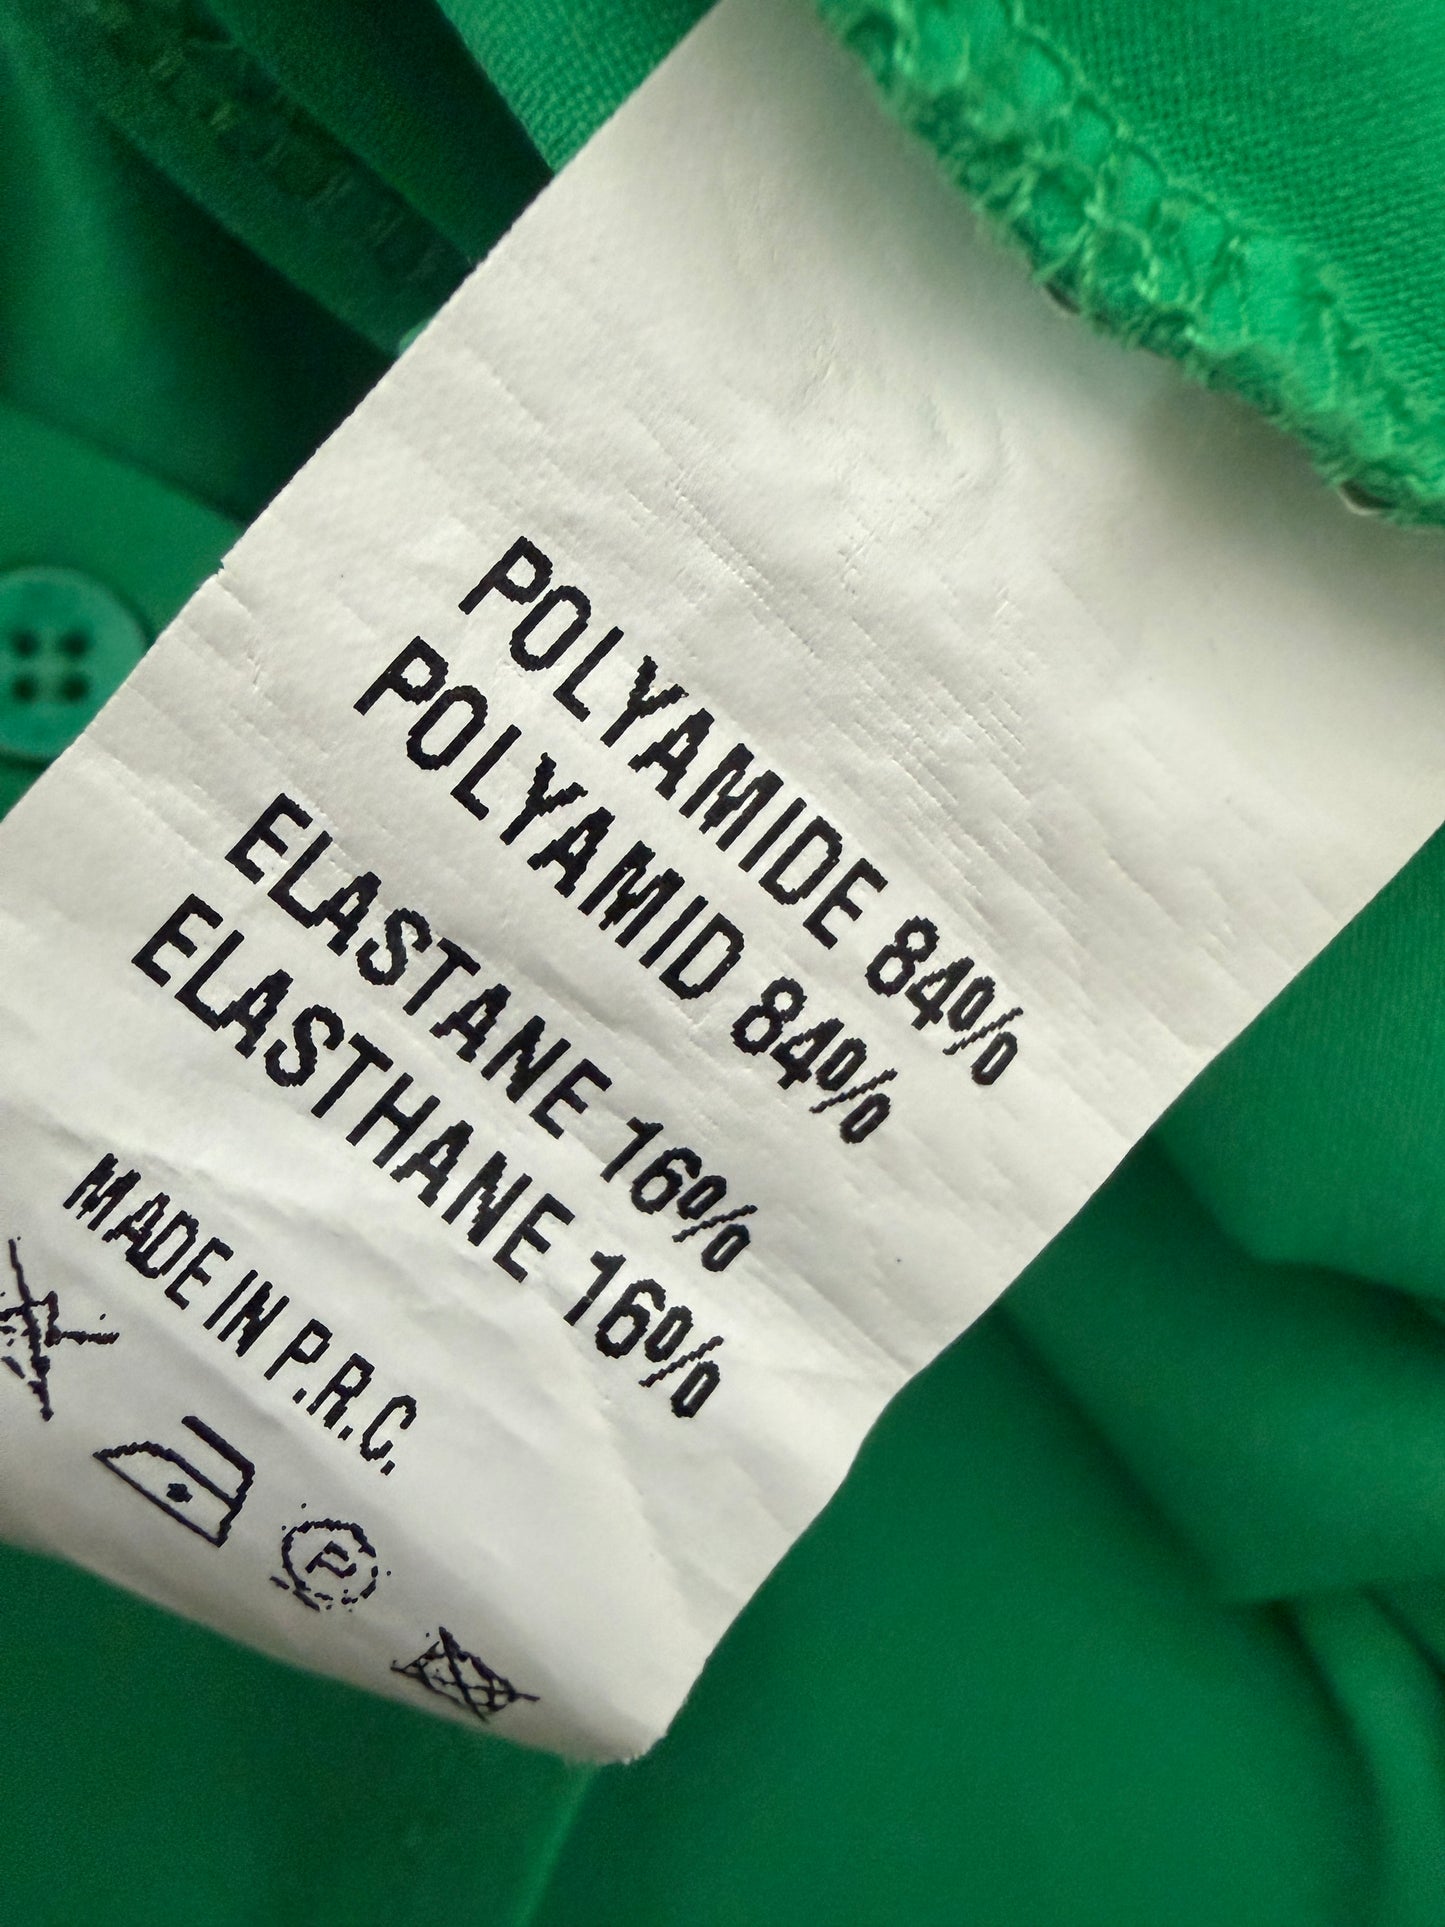 POLYAMIDE 84%
POLYAMID 84%
ELASTANE 16%
ELASTHANE 16%
MADE IN P.R.C.
P